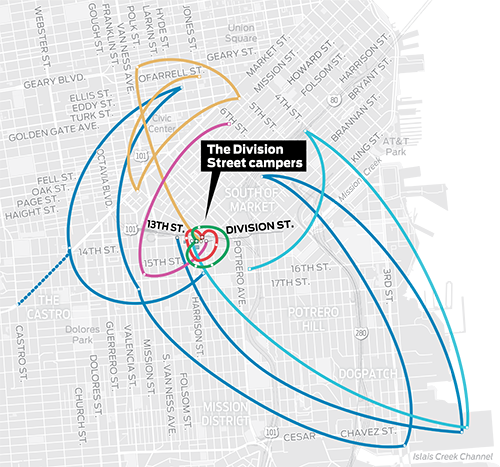 WEBSTER ST.
GOUGH ST.
FRANKLIN ST.
VAN NESS AVE.
POLK ST.
LARKIN ST.
HYDE ST.
JONES ST.
Union
Square
GEARY ST.
MARKET ST.
MISSION ST.
HOWARD ST.
FOLSOM ST.
HARRISON ST.
BRYANT ST.
BRANNAN ST.
KING ST.
80
GEARY BLVD.
OFARRELL ST.
ELLIS ST.
EDDY ST.
TURK ST.
GOLDEN GATE AVE.
Civic
Center
4TH ST.
5TH ST.
6TH ST.
AT&T
Park
Mission Creek
101
OCTAVIA BLVD.
The Division
Street campers
FELL ST.
OAK ST.
PAGE ST.
HAIGHT ST.
SOUTH OF
MARKET
101
13TH ST.
DIVISION ST.
14TH ST.
15TH ST.
POTRERO AVE.
16TH ST.
17TH ST.
3RD ST.
THE
CASTRO
Dolores
Park
HARRISON ST.
POTRERO
HILL
280
CASTRO ST.
CHURCH ST.
DOLORES ST.
GUERRERO ST.
VALENCIA ST.
MISSION ST.
S. VAN NESS AVE.
FOLSOM ST.
DOGPATCH
MISSION
DISTRICT
101
CESAR CHAVEZ ST.
Islais Creek Channel